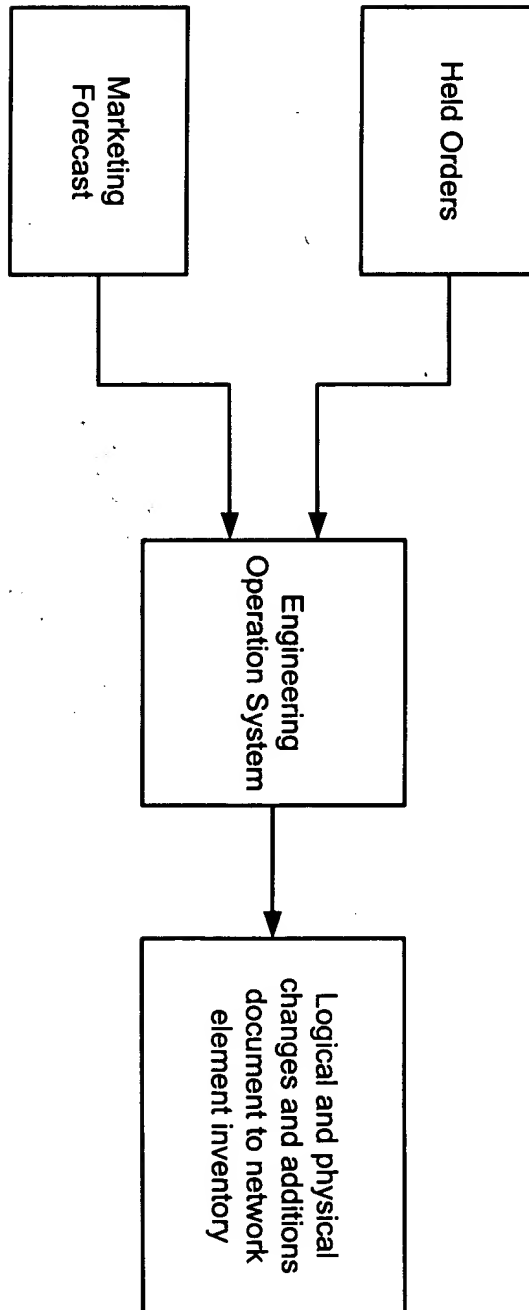 Held Orders
Marketing
Forecast
Engineering
Operation System
Logical and physical
changes and additions
document to network
element inventory